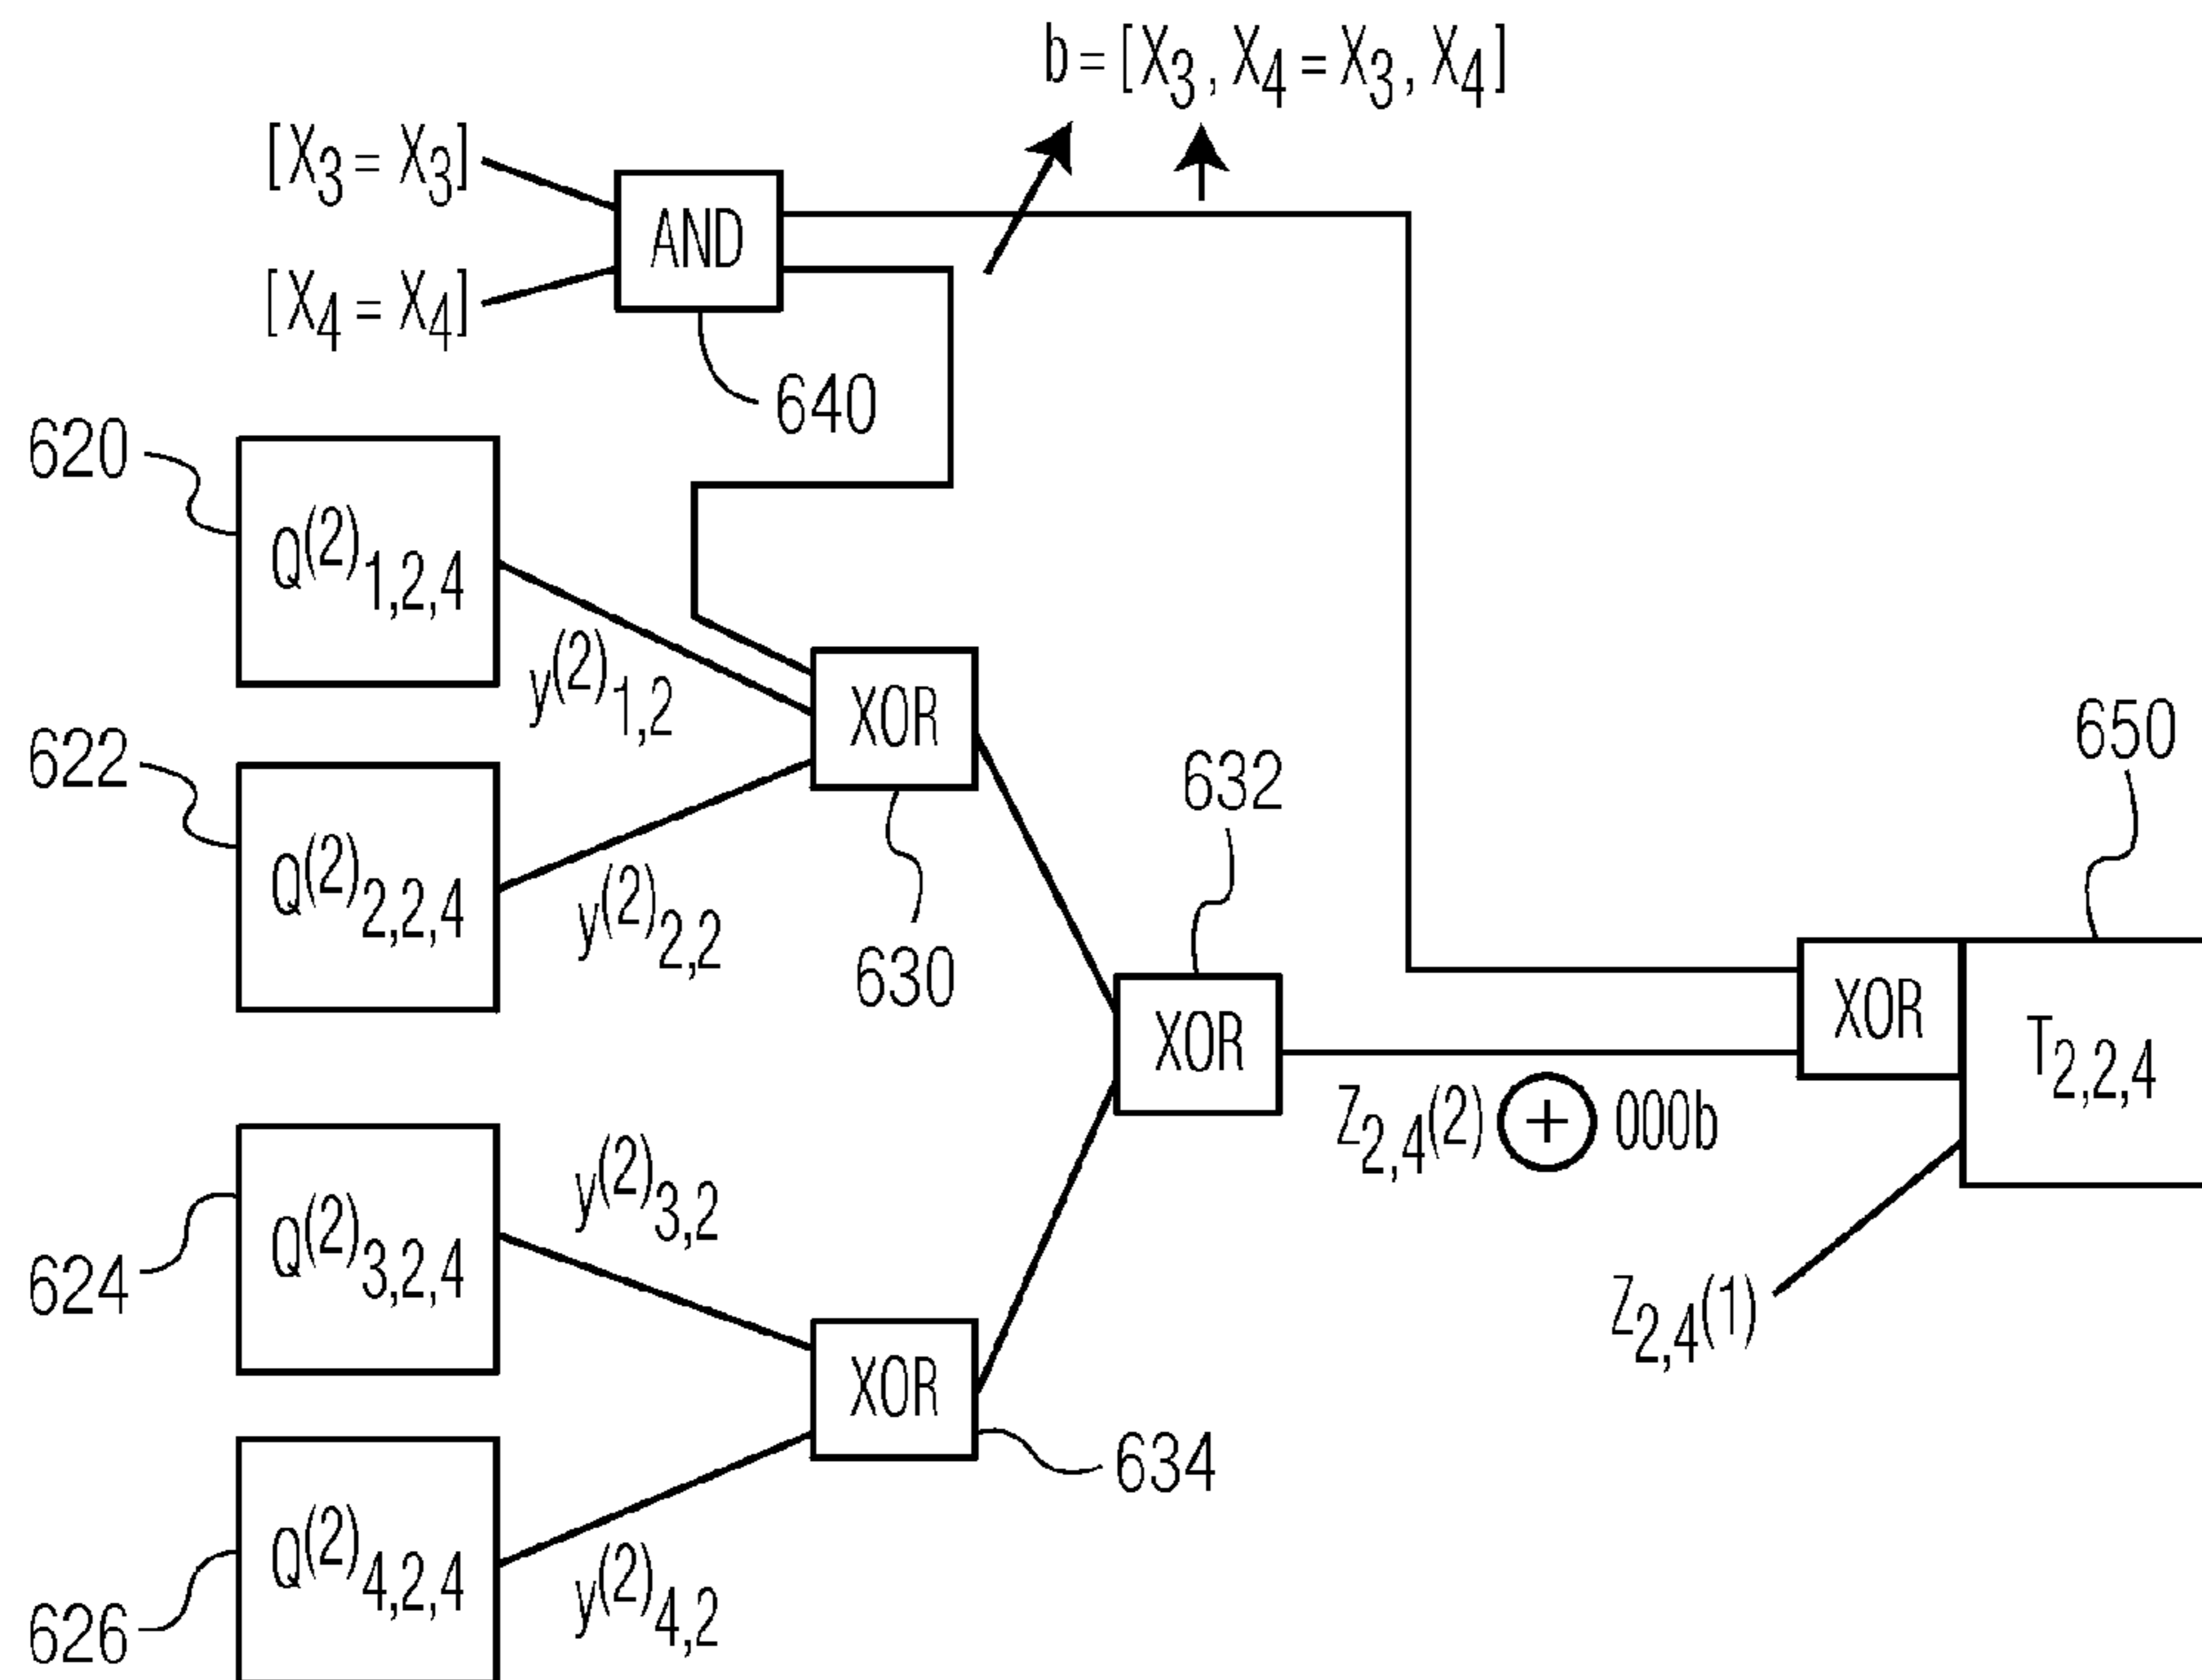 b = [X3, X4 = X3, X4]
[X3 = X3]
AND
[X4 = X4]
640
620
Q(2)1,2,4
y(2)1,2
XOR
630
622
Q(2)2,2,4
y(2)2,2
632
XOR
650
XOR
T2,2,4
Z2,4(2) ⊕ 000b
Z2,4(1)
624
Q(2)3,2,4
y(2)3,2
XOR
634
626
Q(2)4,2,4
y(2)4,2